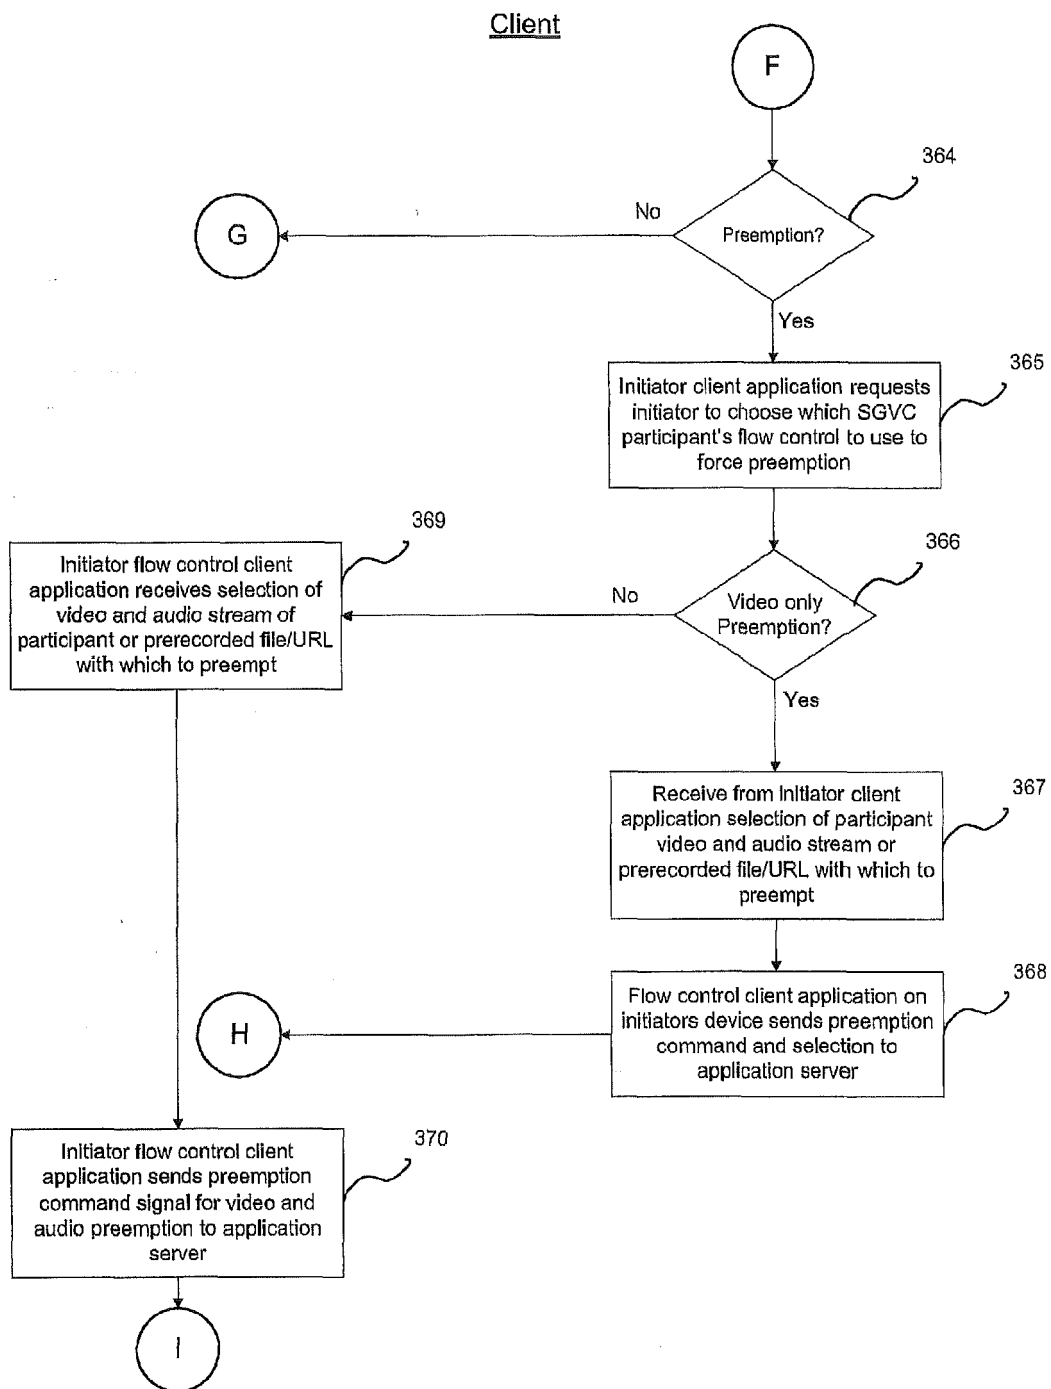 Client
F
364
Preemption?
No
G
Yes
365
Initiator client application requests
initiator to choose which SGVC
participant's flow control to use to
force preemption
366
Video only
Preemption?
No
369
Initiator flow control client
application receives selection of
video and audio stream of
participant or prerecorded file/URL
with which to preempt
Yes
367
Receive from initiator client
application selection of participant
video and audio stream or
prerecorded file/URL with which to
preempt
368
Flow control client application on
initiators device sends preemption
command and selection to
application server
H
370
Initiator flow control client
application sends preemption
command signal for video and
audio preemption to application
server
I